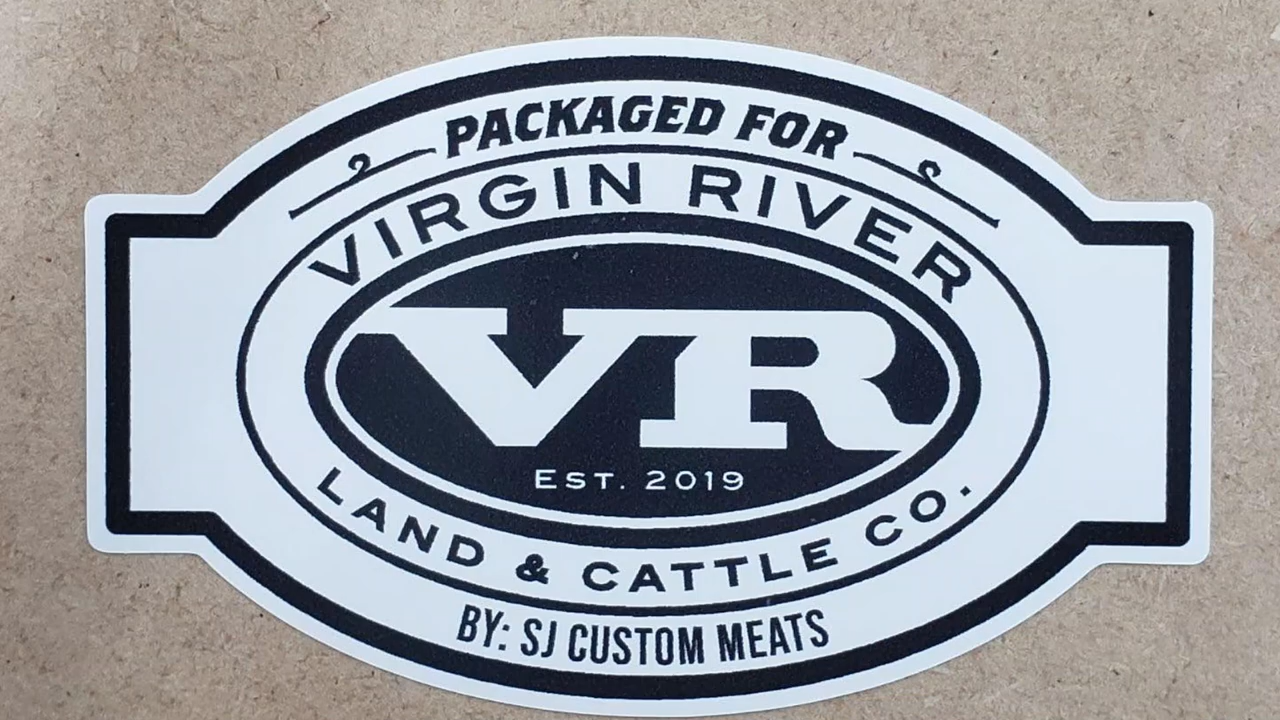 PACKAGED FOR
VIRGIN RIVER
VR
EST. 2019
LAND & CATTLE CO.
BY: SJ CUSTOM MEATS